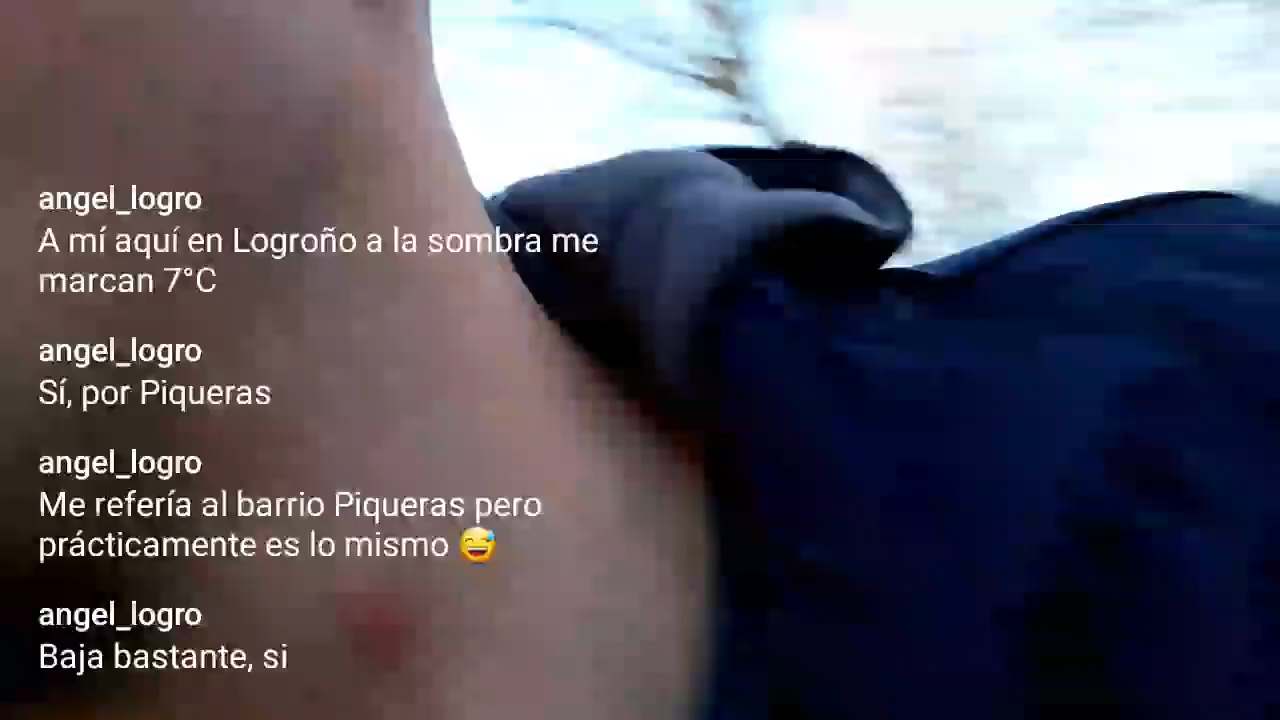 angel_logro
A mí aquí en Logroño a la sombra me
marcan 7°C
angel_logro
Sí, por Piqueras
angel_logro
Me refería al barrio Piqueras pero
prácticamente es lo mismo 😅
angel_logro
Baja bastante, si